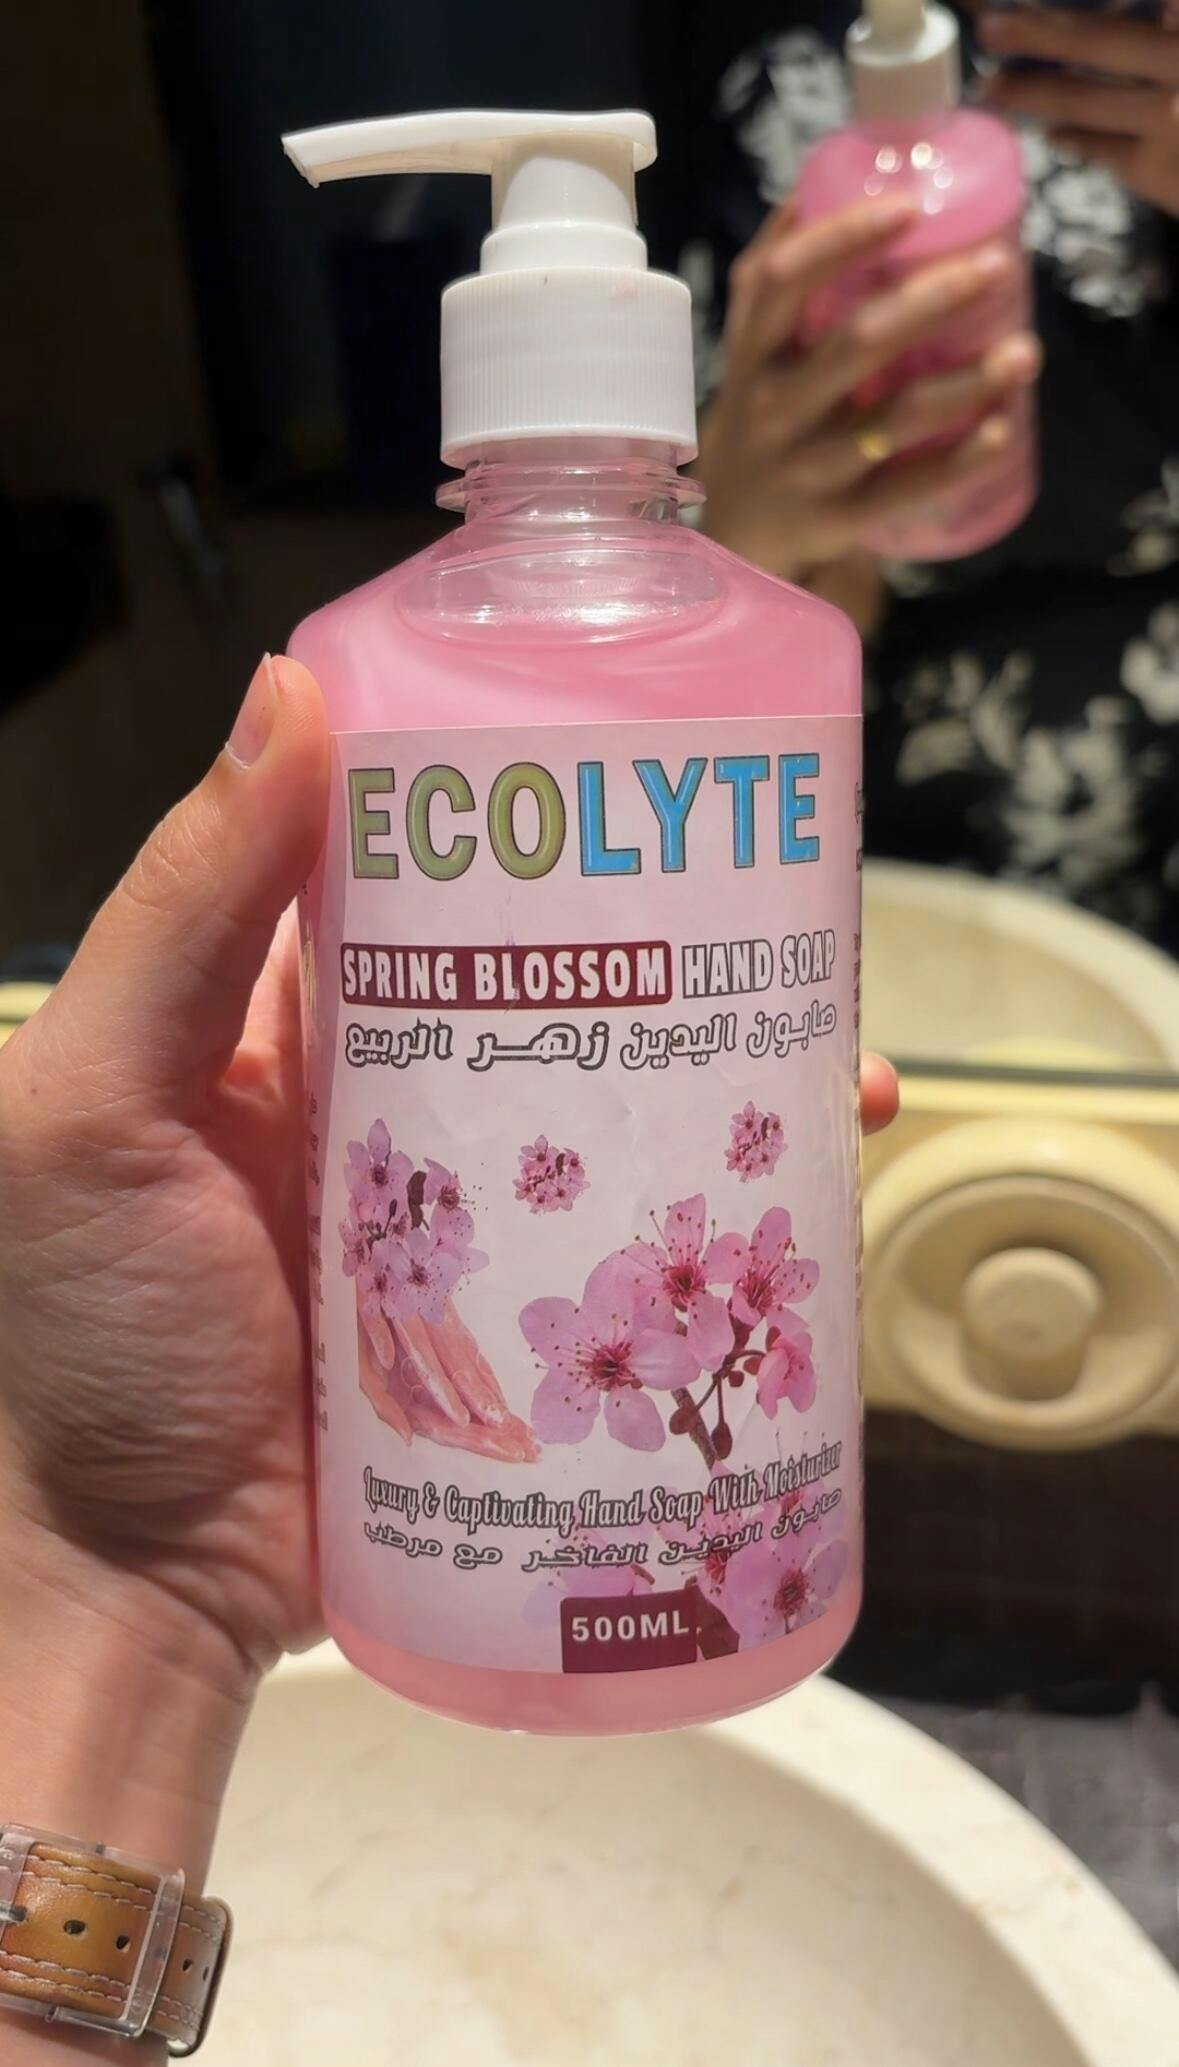 ECOLYTE
SPRING BLOSSOM HAND SOAP
صابون اليدين زهر الربيع
Luxury & Captivating Hand Soap With Moisturizer
صابون اليدين الفاخر مع مرطب
500ML